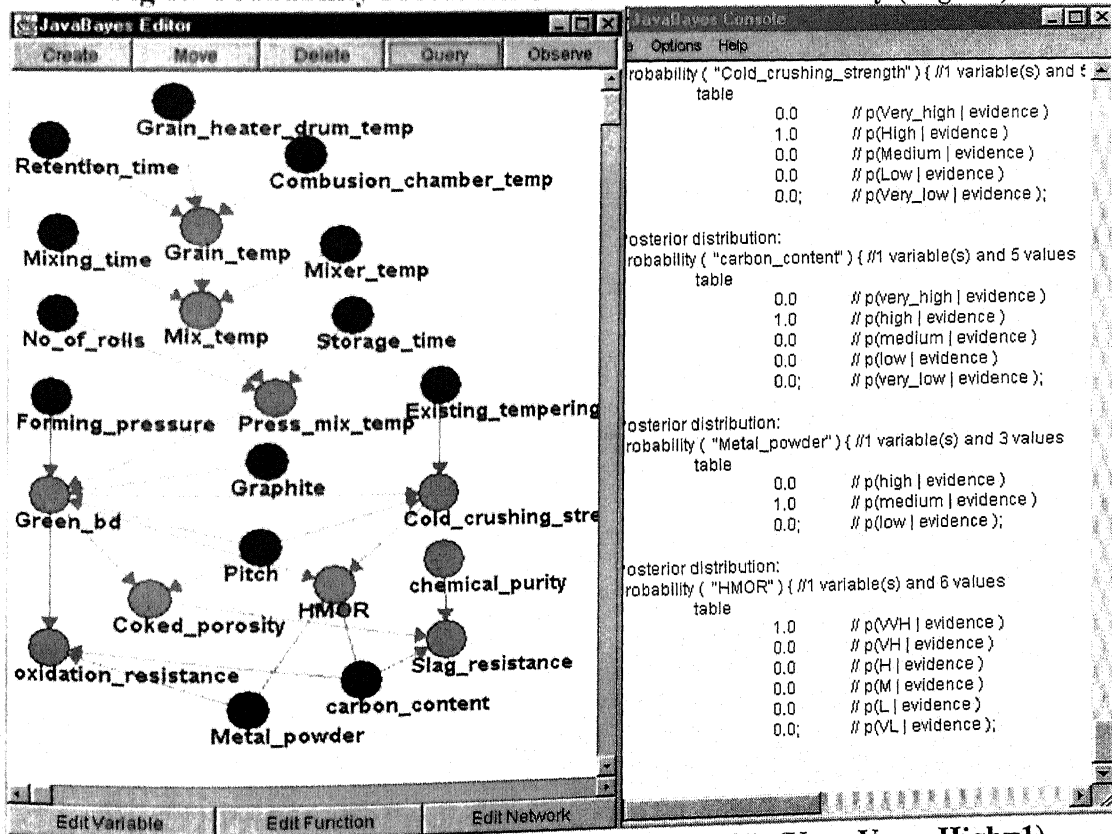 JavaBayes Editor
Create Move Delete Query Observe
Grain_heater_drum_temp
Retention_time
Combusion_chamber_temp
Mixing_time Grain_temp
Mixer_temp
No_of_rolls Mix_temp Storage_time
Forming_pressure Press_mix_temp Existing_tempering
Graphite
Green_bd Cold_crushing_stre
Pitch
chemical_purity
HMOR
Coked_porosity
Slag_resistance
oxidation_resistance
carbon_content
Metal_powder
Edit Variable Edit Function Edit Network
JavaBayes Console
Options Help
robability ( "Cold_crushing_strength" ) { //1 variable(s) and 5
table
0.0 // p(Very_high | evidence )
1.0 // p(High | evidence )
0.0 // p(Medium | evidence )
0.0 // p(Low | evidence )
0.0; // p(Very_low | evidence );
osterior distribution:
robability ( "carbon_content" ) { //1 variable(s) and 5 values
table
0.0 // p(very_high | evidence )
1.0 // p(high | evidence )
0.0 // p(medium | evidence )
0.0 // p(low | evidence )
0.0; // p(very_low | evidence );
osterior distribution:
robability ( "Metal_powder" ) { //1 variable(s) and 3 values
table
0.0 // p(high | evidence )
1.0 // p(medium | evidence )
0.0; // p(low | evidence );
osterior distribution:
robability ( "HMOR" ) { //1 variable(s) and 6 values
table
1.0 // p(VVH | evidence )
0.0 // p(VH | evidence )
0.0 // p(H | evidence )
0.0 // p(M | evidence )
0.0 // p(L | evidence )
0.0; // p(VL | evidence );